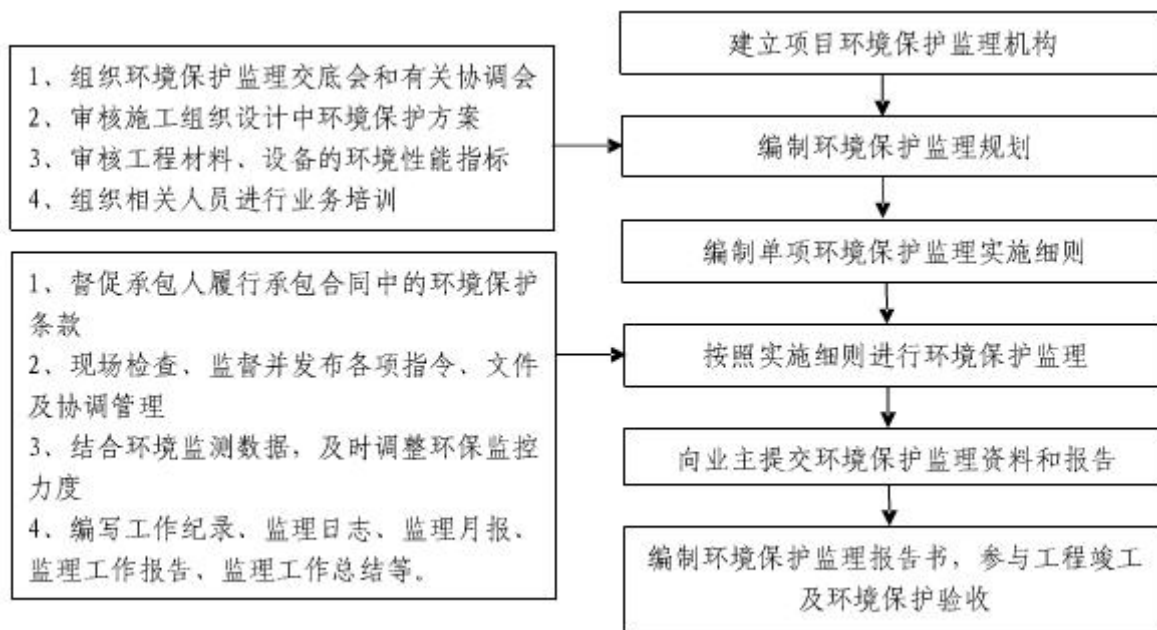 建立项目环境保护监理机构
1、组织环境保护监理交底会和有关协调会
2、审核施工组织设计中环境保护方案
3、审核工程材料、设备的环境性能指标
4、组织相关人员进行业务培训
编制环境保护监理规划
编制单项环境保护监理实施细则
1、督促承包人履行承包合同中的环境保护
条款
2、现场检查、监督并发布各项指令、文件
及协调管理
3、结合环境监测数据，及时调整环保监控
力度
4、编写工作纪录、监理日志、监理月报、
监理工作报告、监理工作总结等。
按照实施细则进行环境保护监理
向业主提交环境保护监理资料和报告
编制环境保护监理报告书，参与工程竣工
及环境保护验收